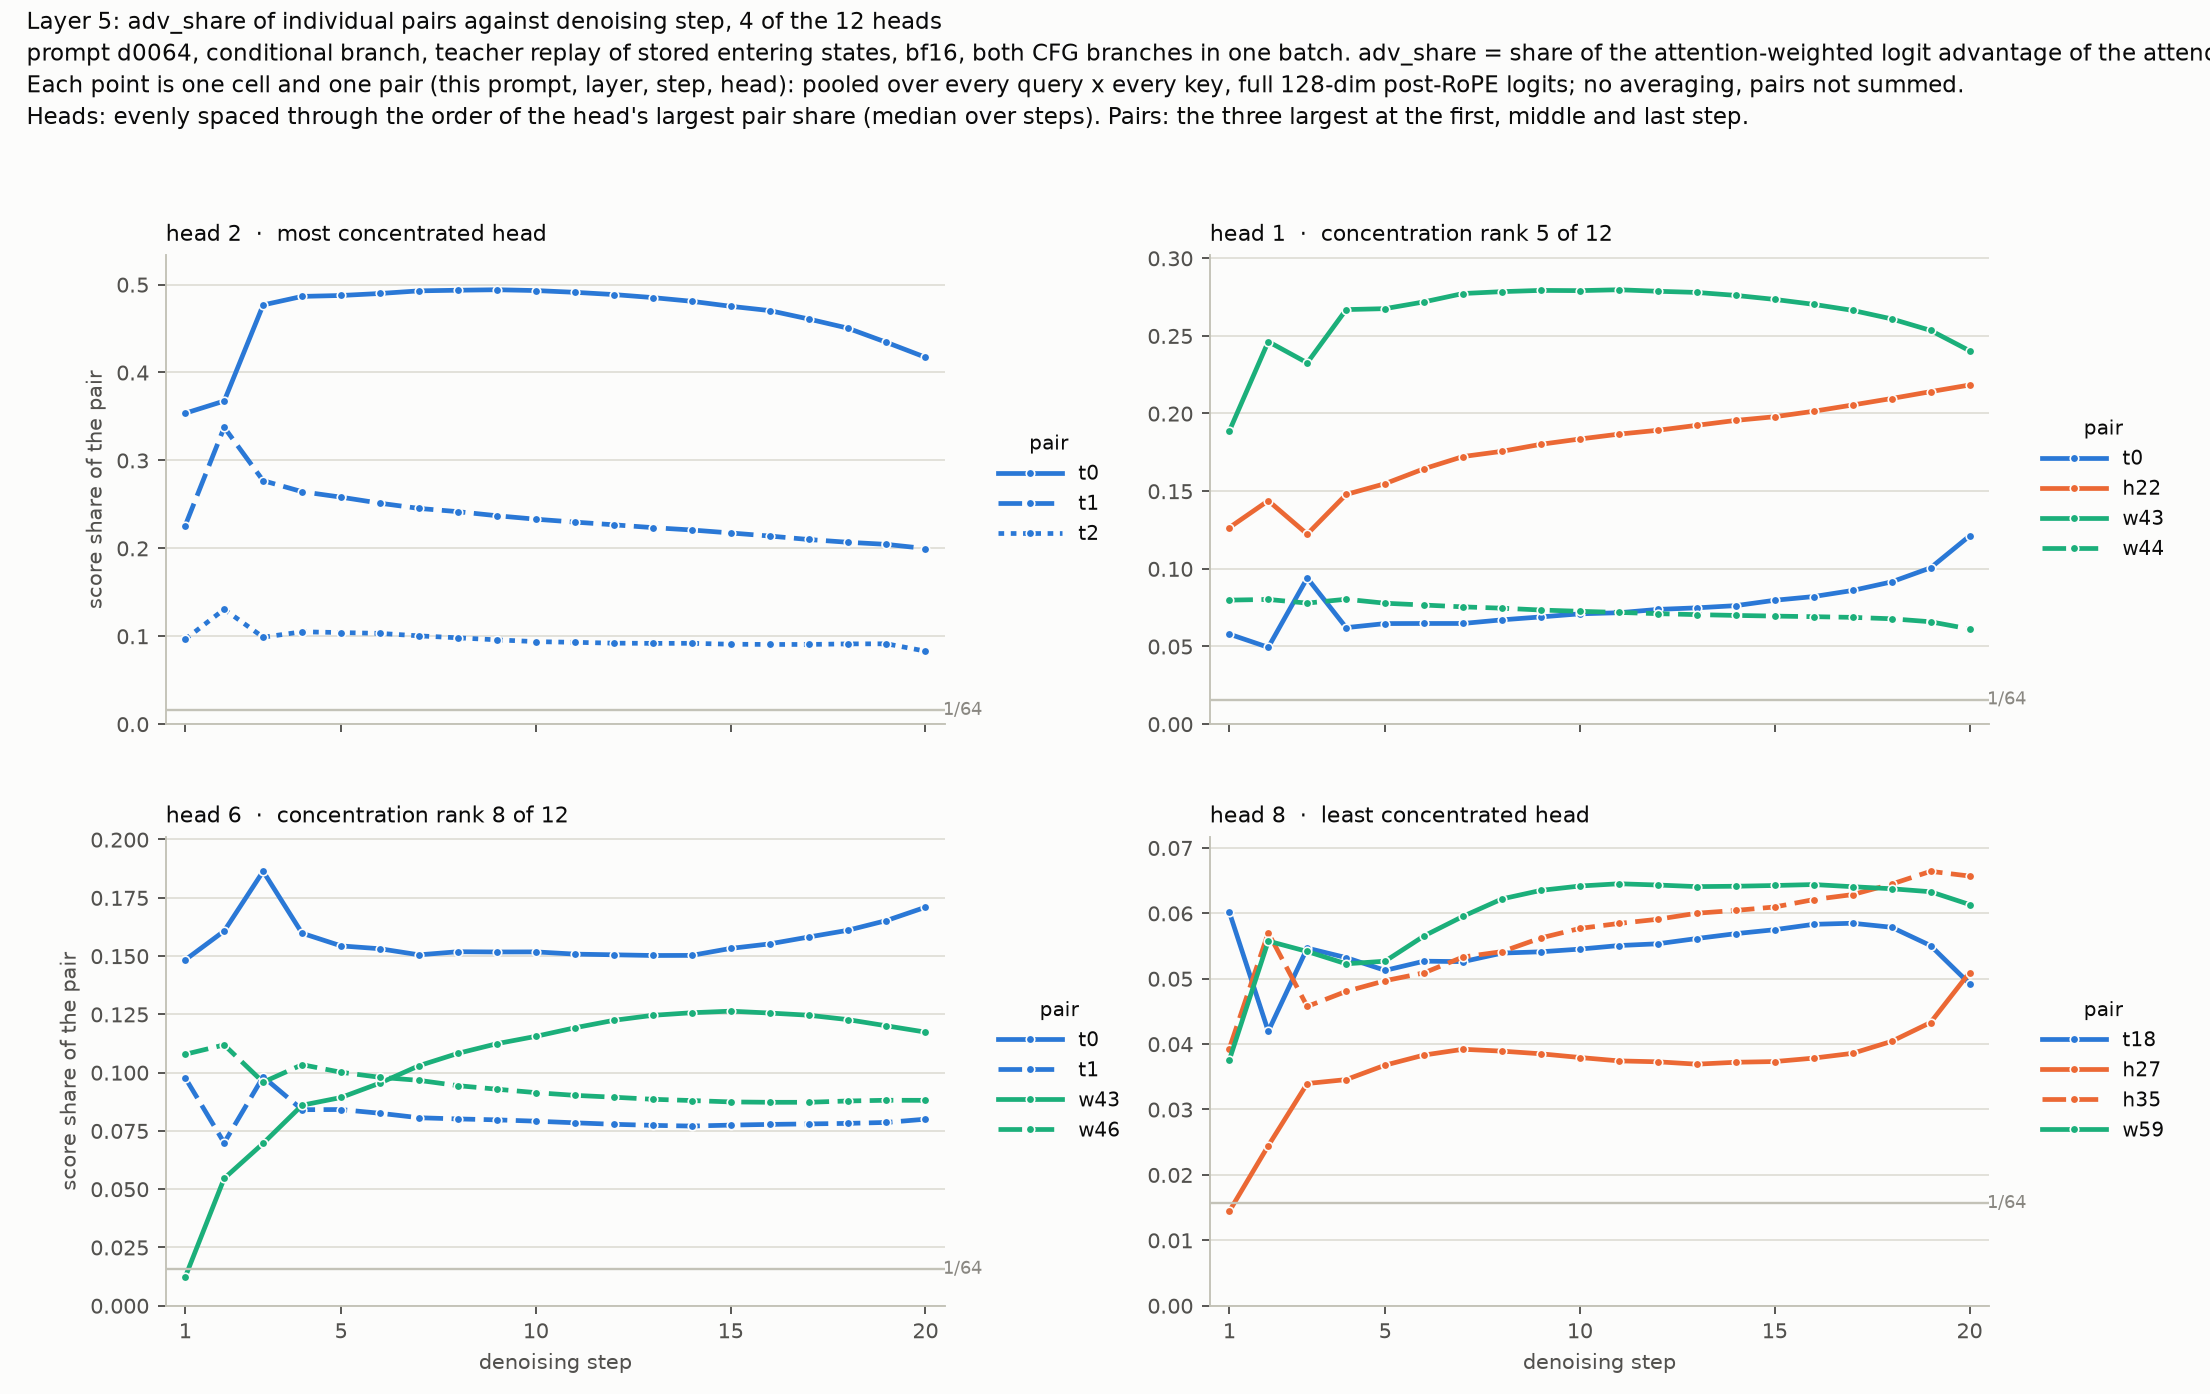 Layer 5: adv_share of individual pairs against denoising step, 4 of the 12 heads
prompt d0064, conditional branch, teacher replay of stored entering states, bf16, both CFG branches in one batch. adv_share = share of the attention-weighted logit advantage of the
Each point is one cell and one pair (this prompt, layer, step, head): pooled over every query x every key, full 128-dim post-RoPE logits; no averaging, pairs not summed.
Heads: evenly spaced through the order of the head's largest pair share (median over steps). Pairs: the three largest at the first, middle and last step.
head 2 · most concentrated head
score share of the pair
0.5
0.4
0.3
0.2
0.1
0.0
1/64
pair
t0
t1
t2
head 1 · concentration rank 5 of 12
0.30
0.25
0.20
0.15
0.10
0.05
0.00
1/64
pair
t0
h22
w43
w44
head 6 · concentration rank 8 of 12
score share of the pair
0.200
0.175
0.150
0.125
0.100
0.075
0.050
0.025
0.000
1/64
1 5 10 15 20
denoising step
pair
t0
t1
w43
w46
head 8 · least concentrated head
0.07
0.06
0.05
0.04
0.03
0.02
0.01
0.00
1/64
1 5 10 15 20
denoising step
pair
t18
h27
h35
w59